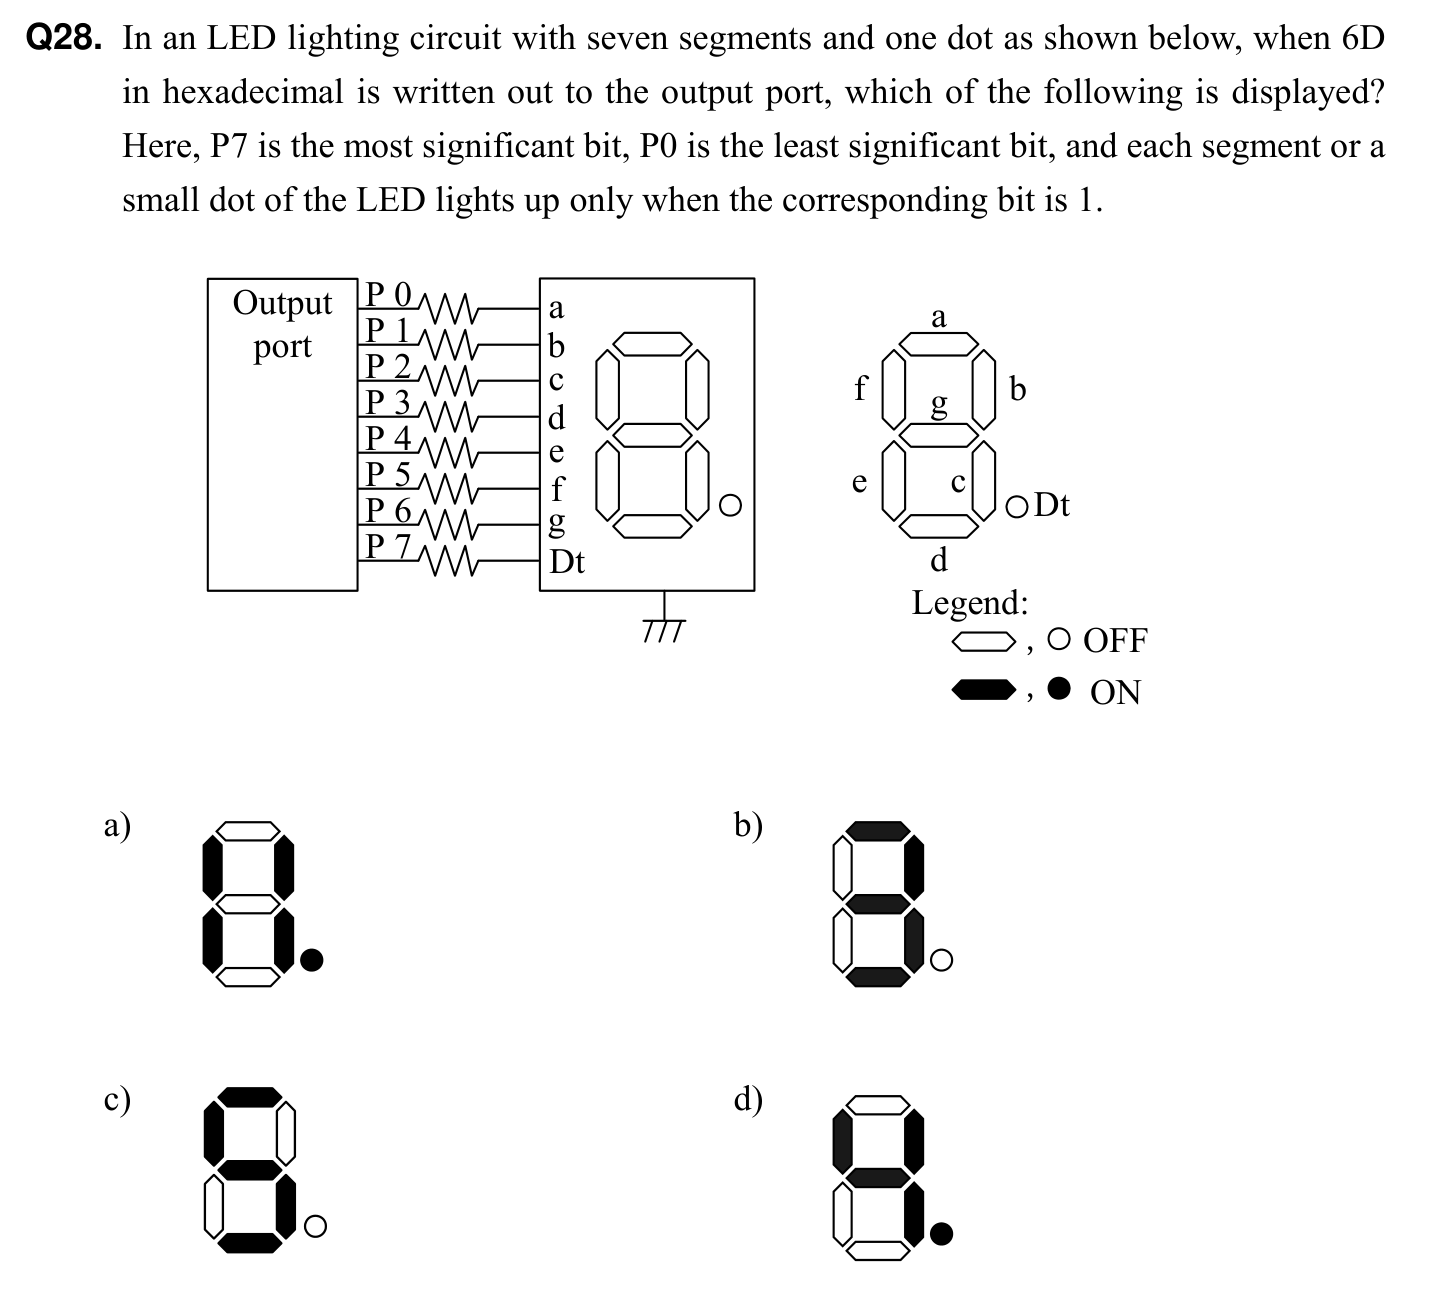 Q28. In an LED lighting circuit with seven segments and one dot as shown below, when 6D
in hexadecimal is written out to the output port, which of the following is displayed?
Here, P7 is the most significant bit, P0 is the least significant bit, and each segment or a
small dot of the LED lights up only when the corresponding bit is 1.
Output
port
P 0
P 1
P 2
P 3
P 4
P 5
P 6
P 7
a
b
c
d
e
f
g
Dt
a
f
b
g
e
c
Dt
d
Legend:
, OFF
, ON
a)
b)
c)
d)